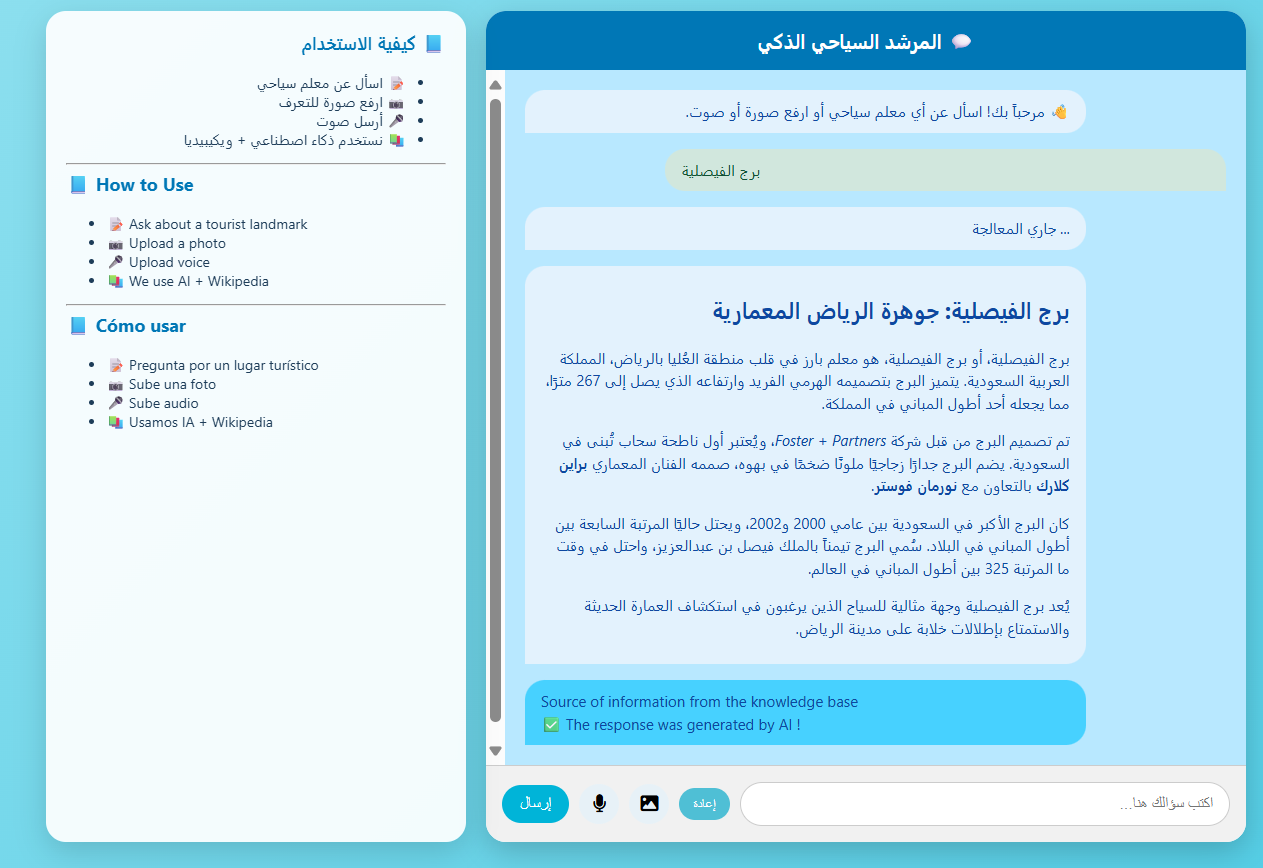 كيفية الاستخدام
اسأل عن معلم سياحي
ارفع صورة للتعرف
أرسل صوت
نستخدم ذكاء اصطناعي + ويكيبيديا
How to Use
Ask about a tourist landmark
Upload a photo
Upload voice
We use AI + Wikipedia
Cómo usar
Pregunta por un lugar turístico
Sube una foto
Sube audio
Usamos IA + Wikipedia
المرشد السياحي الذكي
مرحباً بك! اسأل عن أي معلم سياحي أو ارفع صورة أو صوت.
برج الفيصلية
... جاري المعالجة
برج الفيصلية: جوهرة الرياض المعمارية
برج الفيصلية، أو برج الفيصلية، هو معلم بارز في قلب منطقة العُليا بالرياض، المملكة
العربية السعودية. يتميز البرج بتصميمه الهرمي الفريد وارتفاعه الذي يصل إلى 267 مترًا،
مما يجعله أحد أطول المباني في المملكة.
تم تصميم البرج من قبل شركة Foster + Partners، ويُعتبر أول ناطحة سحاب تُبنى في
السعودية. يضم البرج جدارًا زجاجيًا ملونًا ضخمًا في بهوه، صممه الفنان المعماري براين
كلارك بالتعاون مع نورمان فوستر.
كان البرج الأكبر في السعودية بين عامي 2000 و2002، ويحتل حاليًا المرتبة السابعة بين
أطول المباني في البلاد. سُمي البرج تيمناً بالملك فيصل بن عبدالعزيز، واحتل في وقت
ما المرتبة 325 بين أطول المباني في العالم.
يُعد برج الفيصلية وجهة مثالية للسياح الذين يرغبون في استكشاف العمارة الحديثة
والاستمتاع بإطلالات خلابة على مدينة الرياض.
Source of information from the knowledge base
✅ The response was generated by AI !
اكتب سؤالك هنا...
إعادة
إرسال